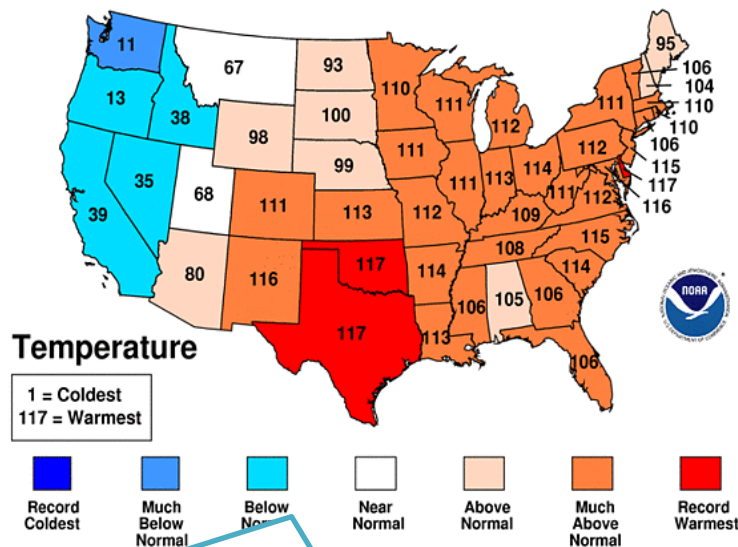 11
67
93
110
95
106
104
110
110
106
115
117
116
13
38
98
100
99
111
112
111
112
111
111
113
114
111
112
35
39
68
111
113
112
109
108
115
114
80
116
117
114
106
105
106
117
113
106
NOAA
Temperature
1 = Coldest
117 = Warmest
Record
Coldest
Much
Below
Normal
Below
Near
Normal
Above
Normal
Much
Above
Normal
Record
Warmest